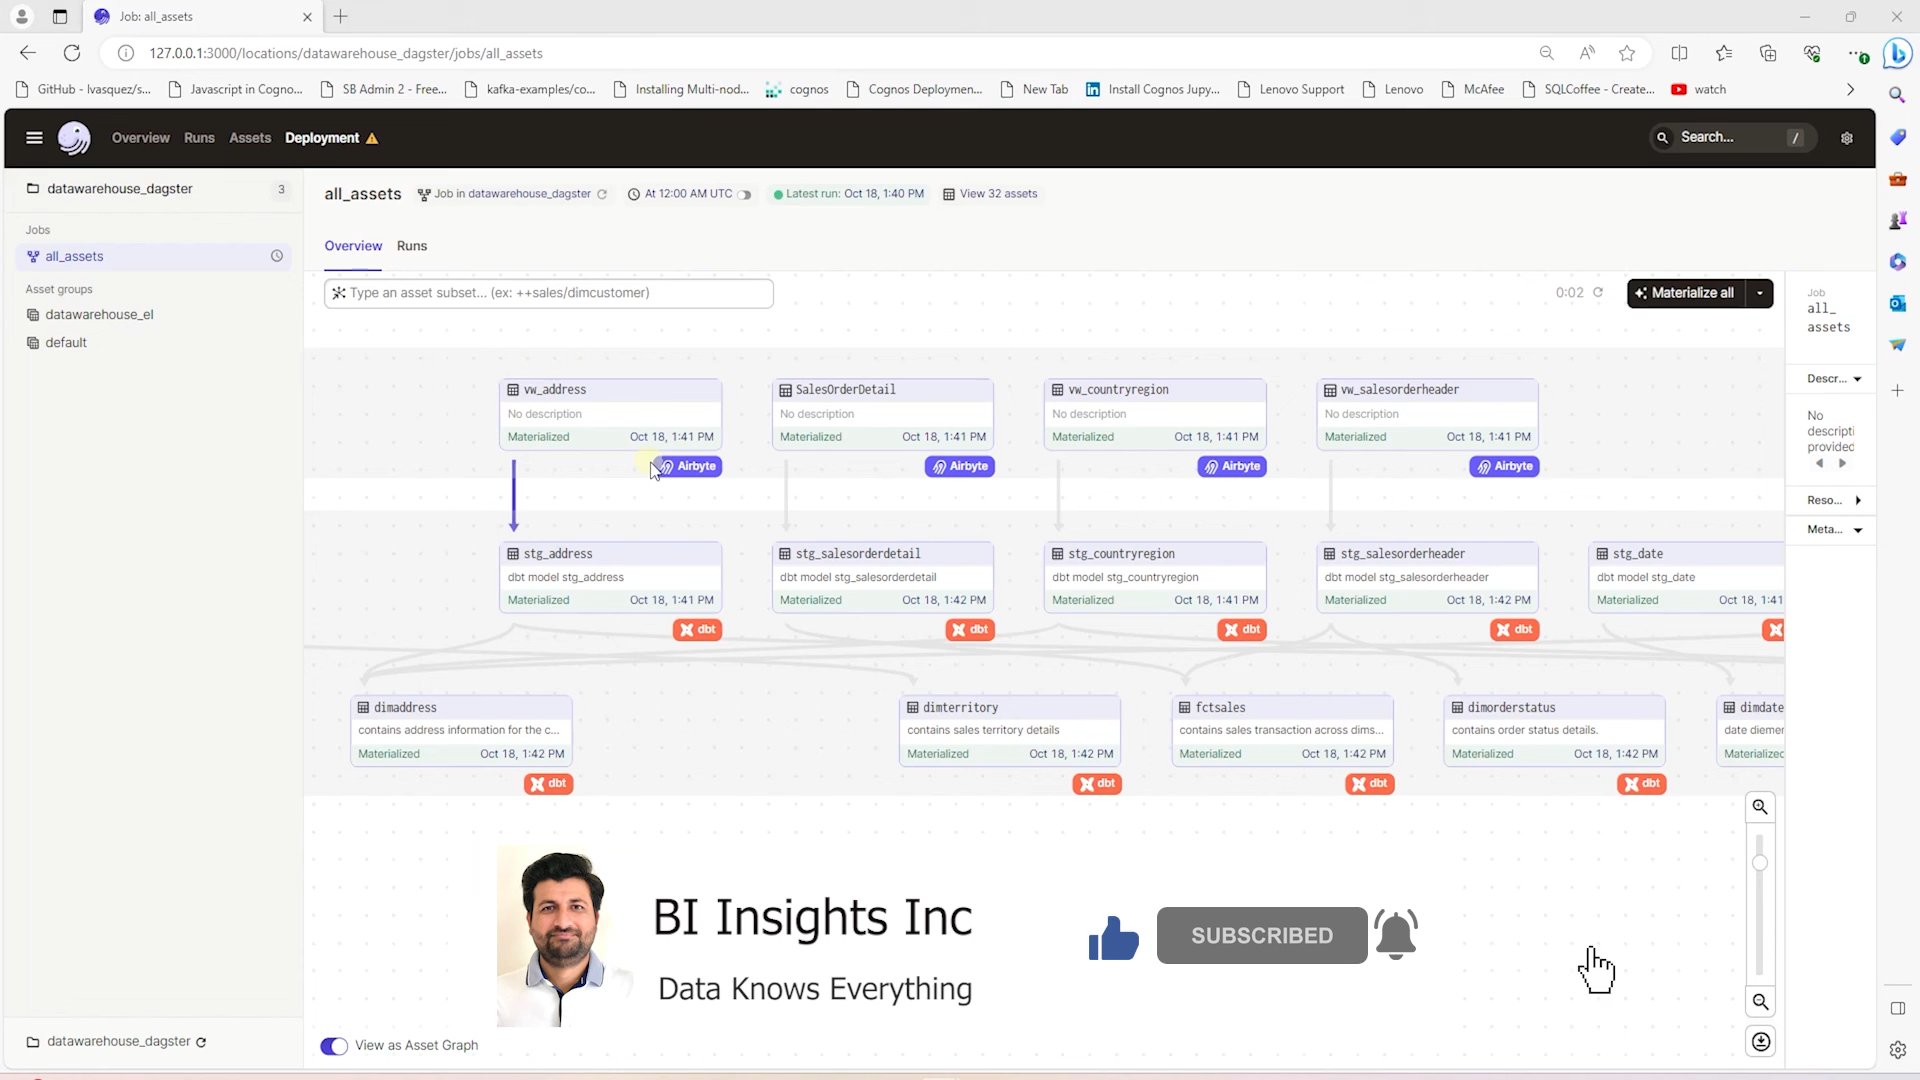 Job: all_assets
127.0.0.1:3000/locations/datawarehouse_dagster/jobs/all_assets
GitHub - lvasquez/s...
Javascript in Cogno...
SB Admin 2 - Free...
kafka-examples/co...
Installing Multi-nod...
cognos
Cognos Deploymen...
New Tab
Install Cognos Jupy...
Lenovo Support
Lenovo
McAfee
SQLCoffee - Create...
watch
Overview
Runs
Assets
Deployment
Search...
/
datawarehouse_dagster
3
Jobs
all_assets
Asset groups
datawarehouse_el
default
all_assets
Job in datawarehouse_dagster
At 12:00 AM UTC
Latest run: Oct 18, 1:40 PM
View 32 assets
Overview
Runs
Type an asset subset... (ex: ++sales/dimcustomer)
0:02
Materialize all
Job
all_
assets
Descr...
No
descripti
provided
Reso...
Meta...
vw_address
No description
Materialized Oct 18, 1:41 PM
Airbyte
SalesOrderDetail
No description
Materialized Oct 18, 1:41 PM
Airbyte
vw_countryregion
No description
Materialized Oct 18, 1:41 PM
Airbyte
vw_salesorderheader
No description
Materialized Oct 18, 1:41 PM
Airbyte
stg_address
dbt model stg_address
Materialized Oct 18, 1:41 PM
dbt
stg_salesorderdetail
dbt model stg_salesorderdetail
Materialized Oct 18, 1:42 PM
dbt
stg_countryregion
dbt model stg_countryregion
Materialized Oct 18, 1:41 PM
dbt
stg_salesorderheader
dbt model stg_salesorderheader
Materialized Oct 18, 1:42 PM
dbt
stg_date
dbt model stg_date
Materialized Oct 18, 1:41
dimaddress
contains address information for the c...
Materialized Oct 18, 1:42 PM
dbt
dimterritory
contains sales territory details
Materialized Oct 18, 1:42 PM
dbt
fctsales
contains sales transaction across dims...
Materialized Oct 18, 1:42 PM
dbt
dimorderstatus
contains order status details.
Materialized Oct 18, 1:42 PM
dbt
dimdate
date diemer
Materialized
BI Insights Inc
Data Knows Everything
SUBSCRIBED
datawarehouse_dagster
View as Asset Graph